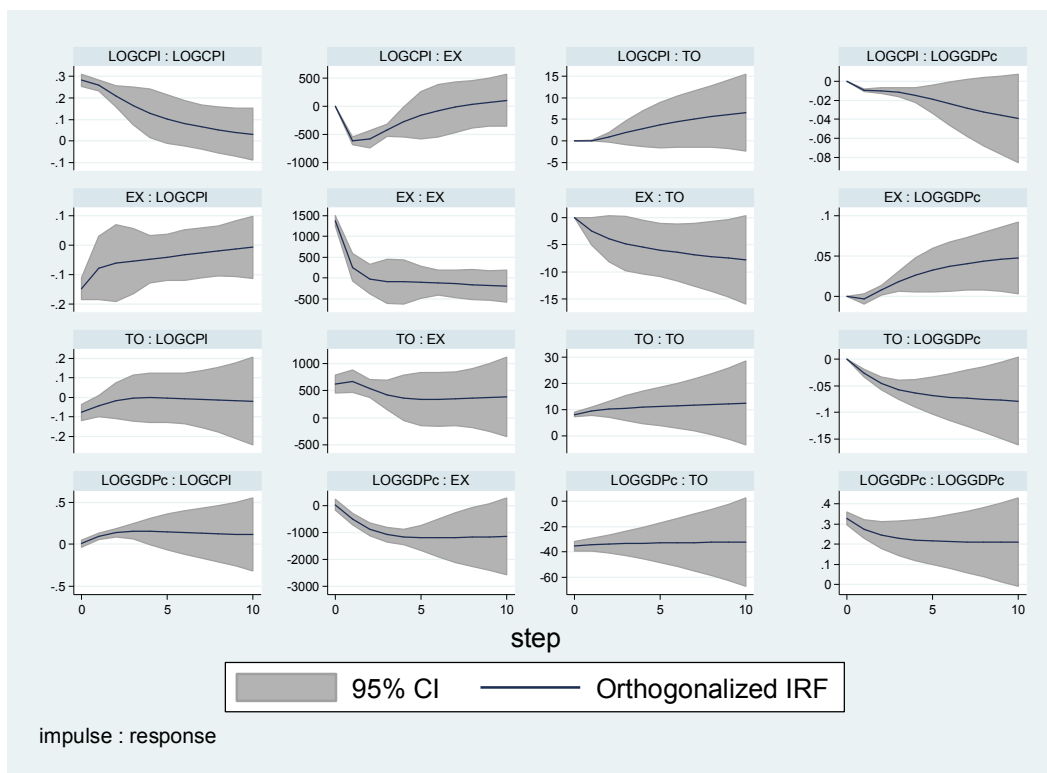 LOGCPI : LOGCPI
LOGCPI : EX
LOGCPI : TO
LOGCPI : LOGGDPc
.3
.2
.1
0
-.1
500
0
-500
-1000
15
10
5
0
-5
0
-.02
-.04
-.06
-.08
EX : LOGCPI
EX : EX
EX : TO
EX : LOGGDPc
.1
0
-.1
-.2
1500
1000
500
0
-500
0
-5
-10
-15
.1
.05
0
TO : LOGCPI
TO : EX
TO : TO
TO : LOGGDPc
.2
.1
0
-.1
-.2
1000
500
0
-500
30
20
10
0
0
-.05
-.1
-.15
LOGGDPc : LOGCPI
LOGGDPc : EX
LOGGDPc : TO
LOGGDPc : LOGGDPc
.5
0
-.5
0
-1000
-2000
-3000
0
-20
-40
-60
.4
.3
.2
.1
0
0 5 10
0 5 10
0 5 10
0 5 10
step
95% CI
Orthogonalized IRF
impulse : response